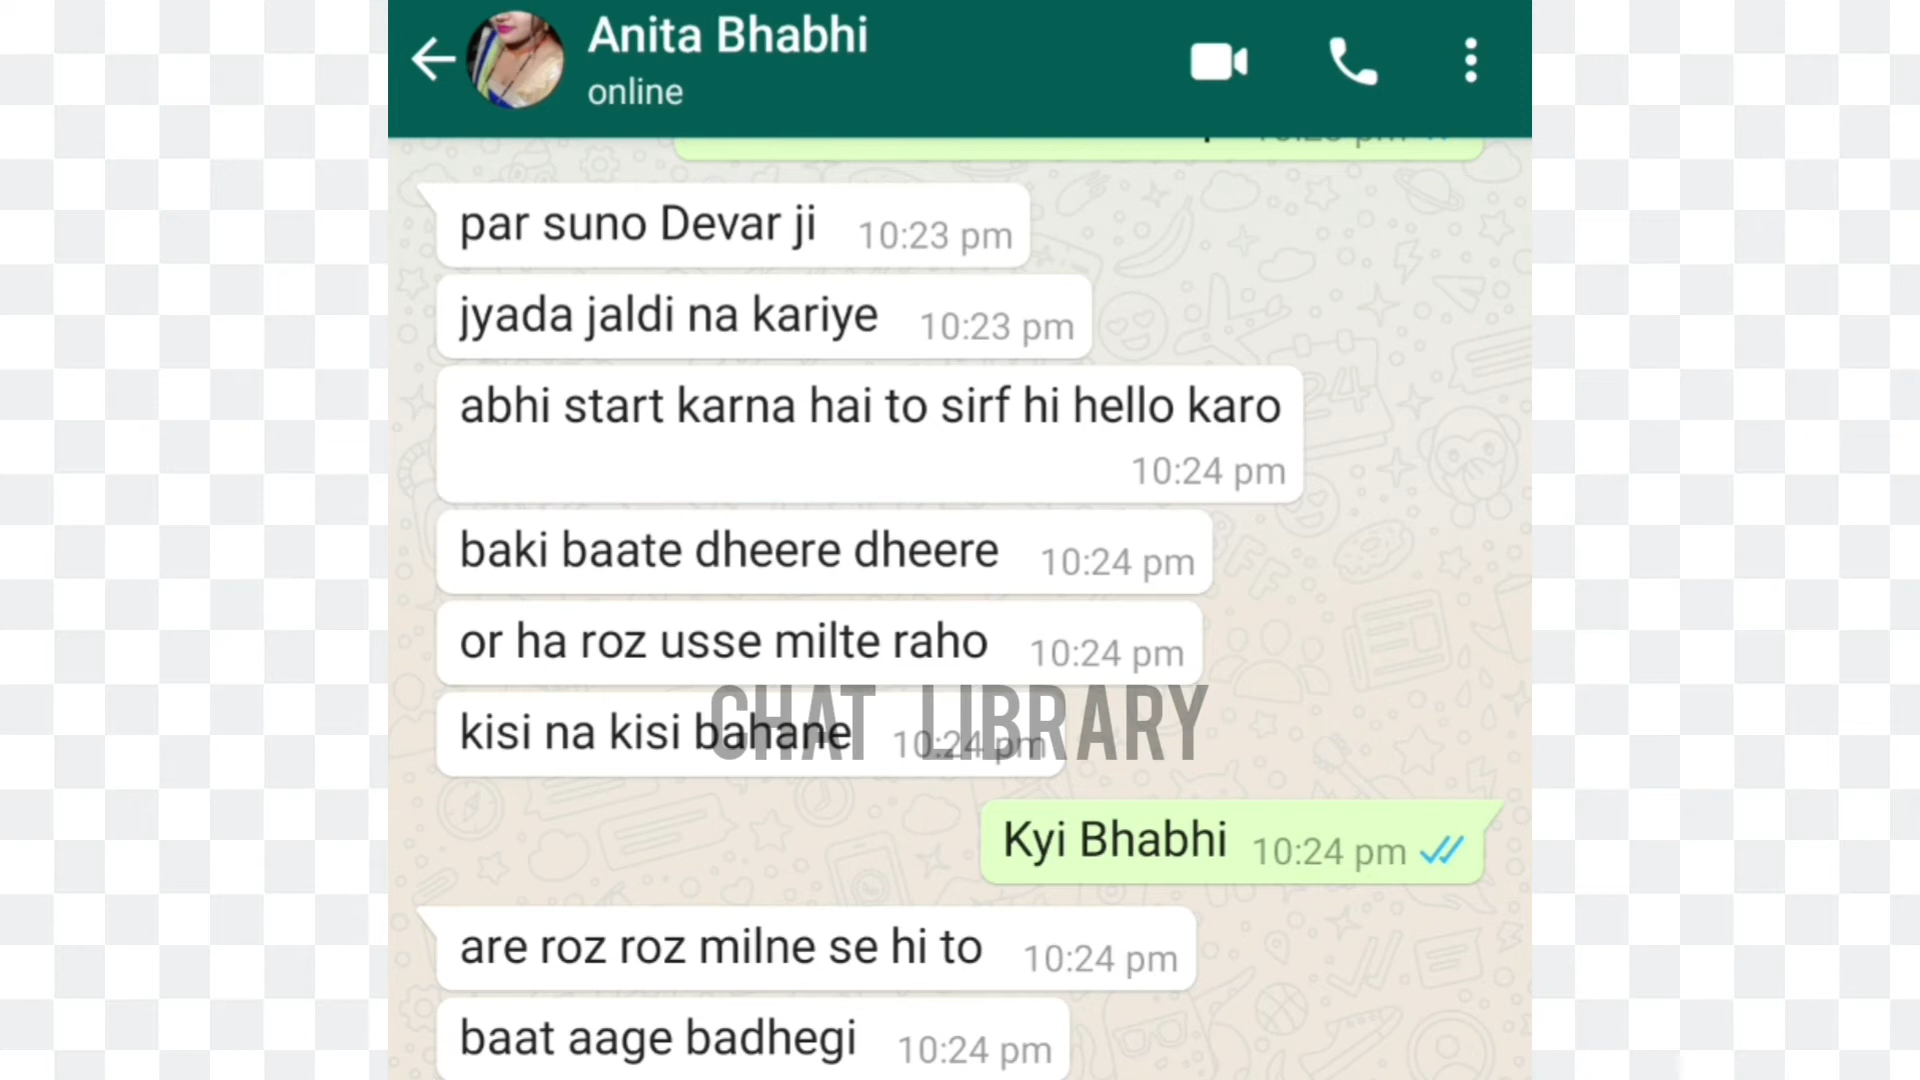 Anita Bhabhi
online
par suno Devar ji 10:23 pm
jyada jaldi na kariye 10:23 pm
abhi start karna hai to sirf hi hello karo
10:24 pm
baki baate dheere dheere 10:24 pm
or ha roz usse milte raho 10:24 pm
kisi na kisi bahane 10:24 pm
CHAT LIBRARY
Kyi Bhabhi 10:24 pm
are roz roz milne se hi to 10:24 pm
baat aage badhegi 10:24 pm